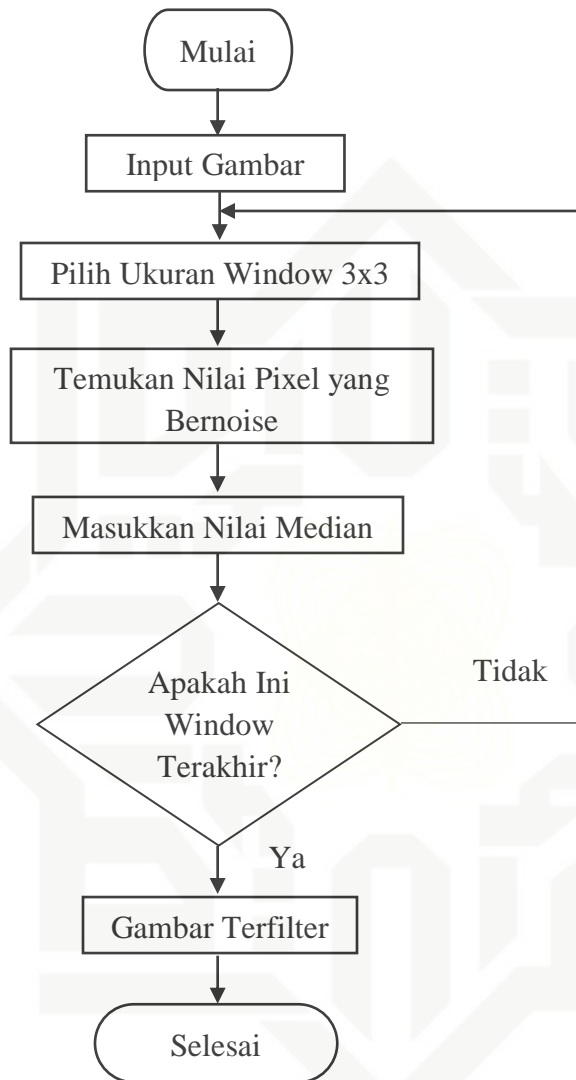 Mulai
Input Gambar
Pilih Ukuran Window 3x3
Temukan Nilai Pixel yang
Bernoise
Masukkan Nilai Median
Apakah Ini
Window
Terakhir?
Tidak
Ya
Gambar Terfilter
Selesai